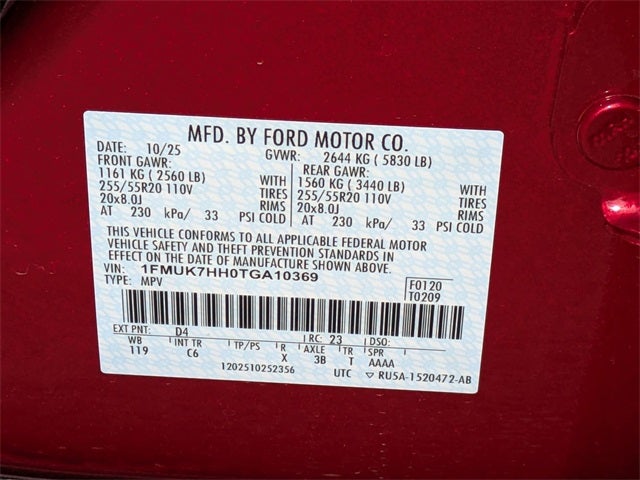 MFD. BY FORD MOTOR CO.
DATE: 10/25 GVWR: 2644 KG ( 5830 LB)
FRONT GAWR: REAR GAWR:
1161 KG ( 2560 LB) WITH 1560 KG ( 3440 LB) WITH
255/55R20 110V TIRES 255/55R20 110V TIRES
20x8.0J RIMS 20x8.0J RIMS
AT 230 kPa/ 33 PSI COLD AT 230 kPa/ 33 PSI COLD
THIS VEHICLE CONFORMS TO ALL APPLICABLE FEDERAL MOTOR
VEHICLE SAFETY AND THEFT PREVENTION STANDARDS IN
EFFECT ON THE DATE OF MANUFACTURE SHOWN ABOVE.
VIN: 1FMUK7HH0TGA10369 F0120
TYPE: MPV T0209
EXT PNT: D4 RC: 23 DSO:
WB INT TR TP/PS R AXLE TR SPR
119 C6 X 3B T AAAA
1202510252356 UTC ▽ RU5A-1520472-AB